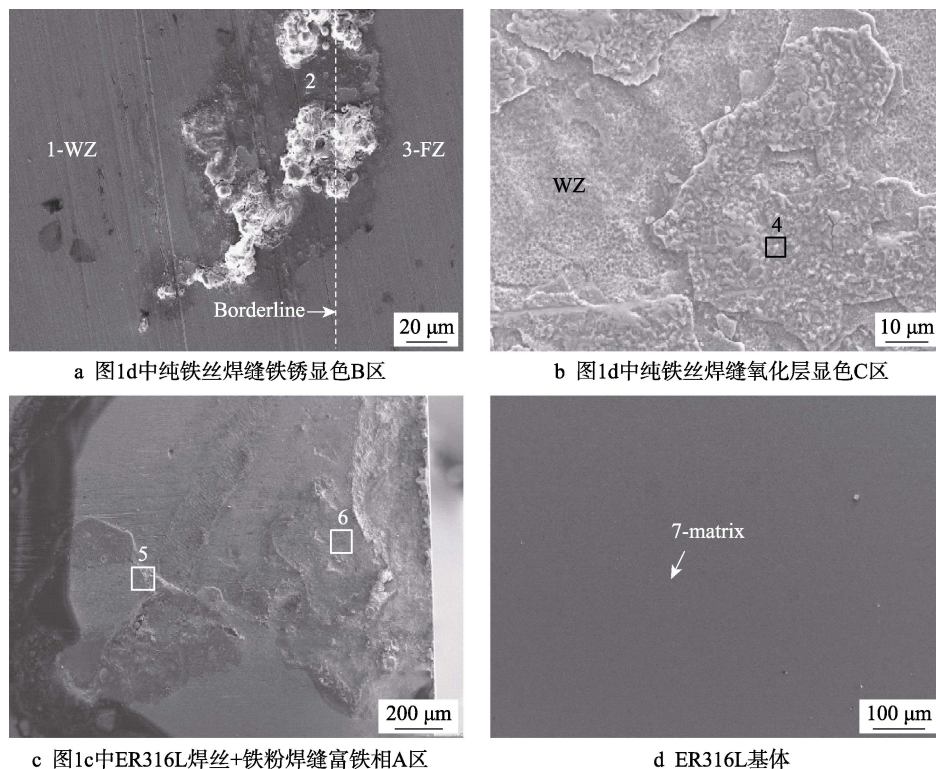 1-WZ
2
3-FZ
Borderline
20 μm
a 图1d中纯铁丝焊缝铁锈显色B区
WZ
4
10 μm
b 图1d中纯铁丝焊缝氧化层显色C区
5
6
200 μm
c 图1c中ER316L焊丝+铁粉焊缝富铁相A区
7-matrix
100 μm
d ER316L基体